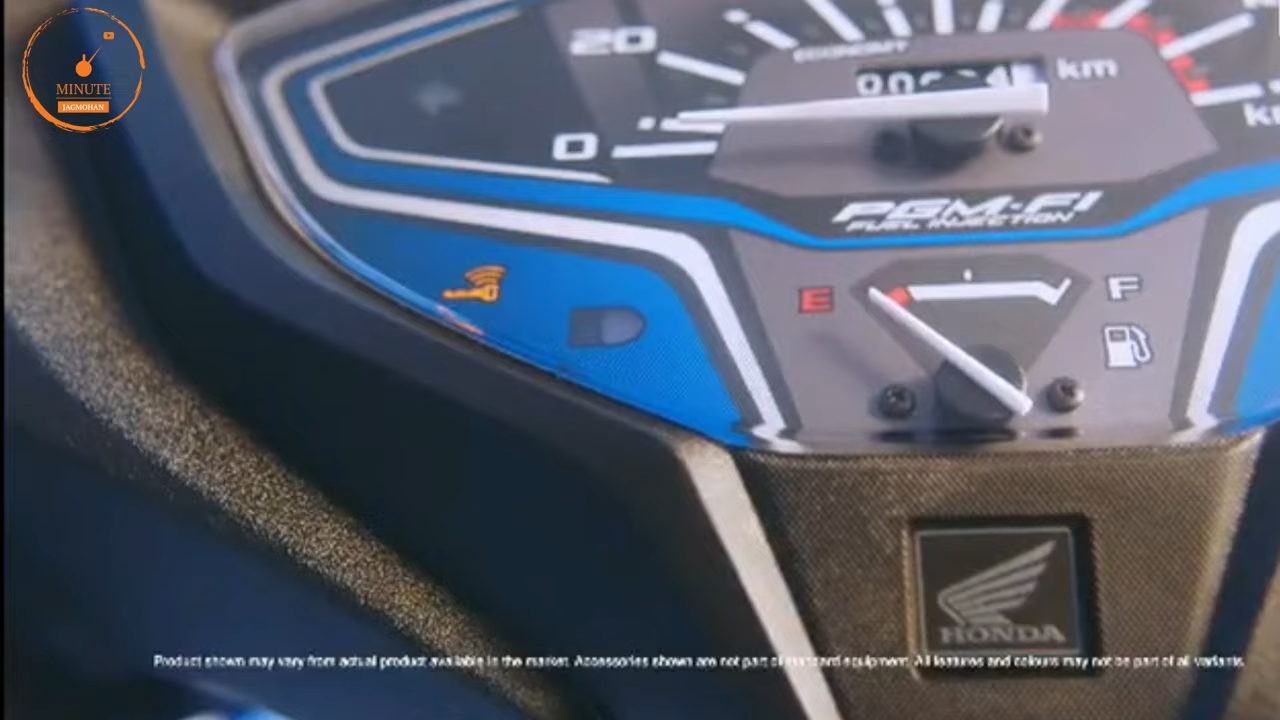 MINUTE
JAGMOHAN
20
ECONOMY
km
0
PGM-FI
FUEL INJECTION
E
F
HONDA
Product shown may vary from actual product available in the market. Accessories shown are not part of standard equipment. All features and colours may not be part of all variants.